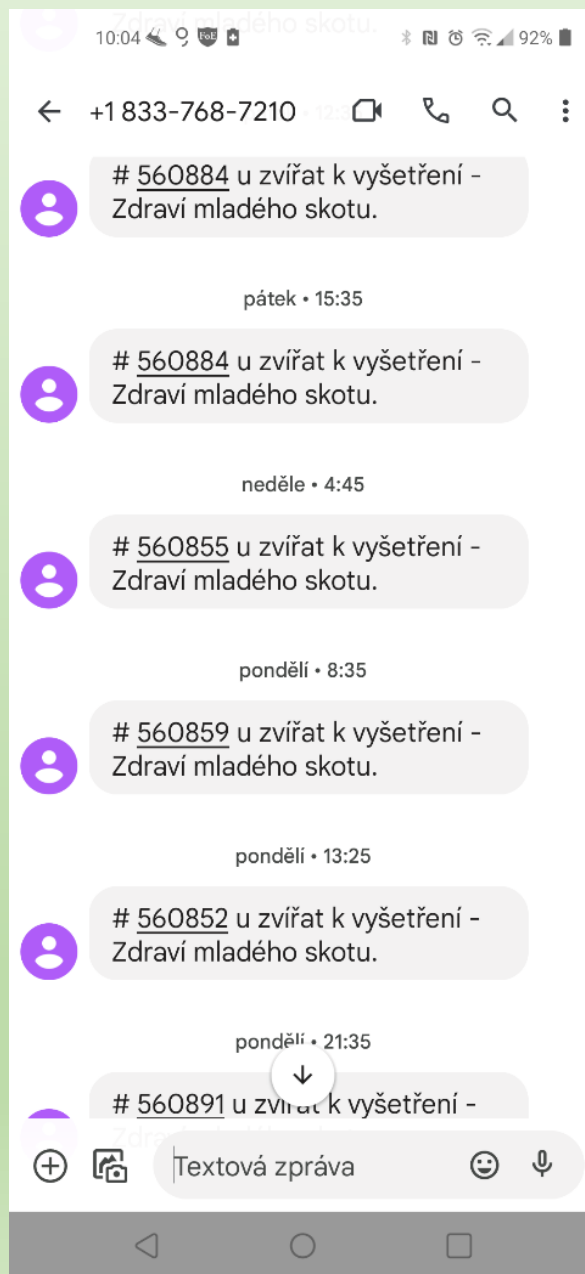 10:04 92%
+1 833-768-7210
# 560884 u zvířat k vyšetření -
Zdraví mladého skotu.
pátek • 15:35
# 560884 u zvířat k vyšetření -
Zdraví mladého skotu.
neděle • 4:45
# 560855 u zvířat k vyšetření -
Zdraví mladého skotu.
pondělí • 8:35
# 560859 u zvířat k vyšetření -
Zdraví mladého skotu.
pondělí • 13:25
# 560852 u zvířat k vyšetření -
Zdraví mladého skotu.
pondělí • 21:35
# 560891 u zvířat k vyšetření -
Textová zpráva